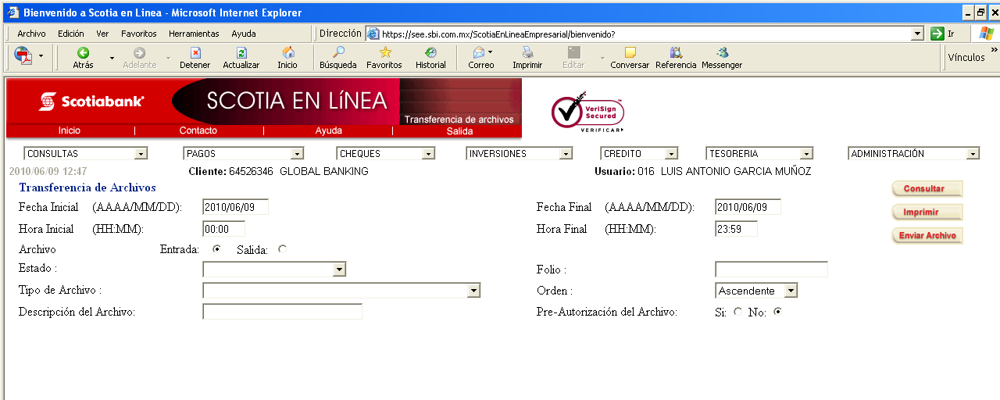 Bienvenido a Scotia en Linea - Microsoft Internet Explorer
Archivo Edición Ver Favoritos Herramientas Ayuda Dirección https://see.sbi.com.mx/ScotiaEnLineaEmpresarial/bienvenido? Ir
Atrás Adelante Detener Actualizar Inicio Búsqueda Favoritos Historial Correo Imprimir Editar Conversar Referencia Messenger Vínculos »
Scotiabank SCOTIA EN LíNEA Transferencia de archivos
VeriSign Secured
VERIFICAR
Inicio | Contacto | Ayuda | Salida
CONSULTAS PAGOS CHEQUES INVERSIONES CREDITO TESORERIA ADMINISTRACIÓN
2010/06/09 12:47 Cliente: 64526346 GLOBAL BANKING Usuario: 016 LUIS ANTONIO GARCIA MUÑOZ
Transferencia de Archivos Consultar
Fecha Inicial (AAAA/MM/DD): 2010/06/09 Fecha Final (AAAA/MM/DD): 2010/06/09
Imprimir
Hora Inicial (HH:MM): 00:00 Hora Final (HH:MM): 23:59
Enviar Archivo
Archivo Entrada: Salida:
Estado : Folio :
Tipo de Archivo : Orden : Ascendente
Descripción del Archivo: Pre-Autorización del Archivo: Si: No: